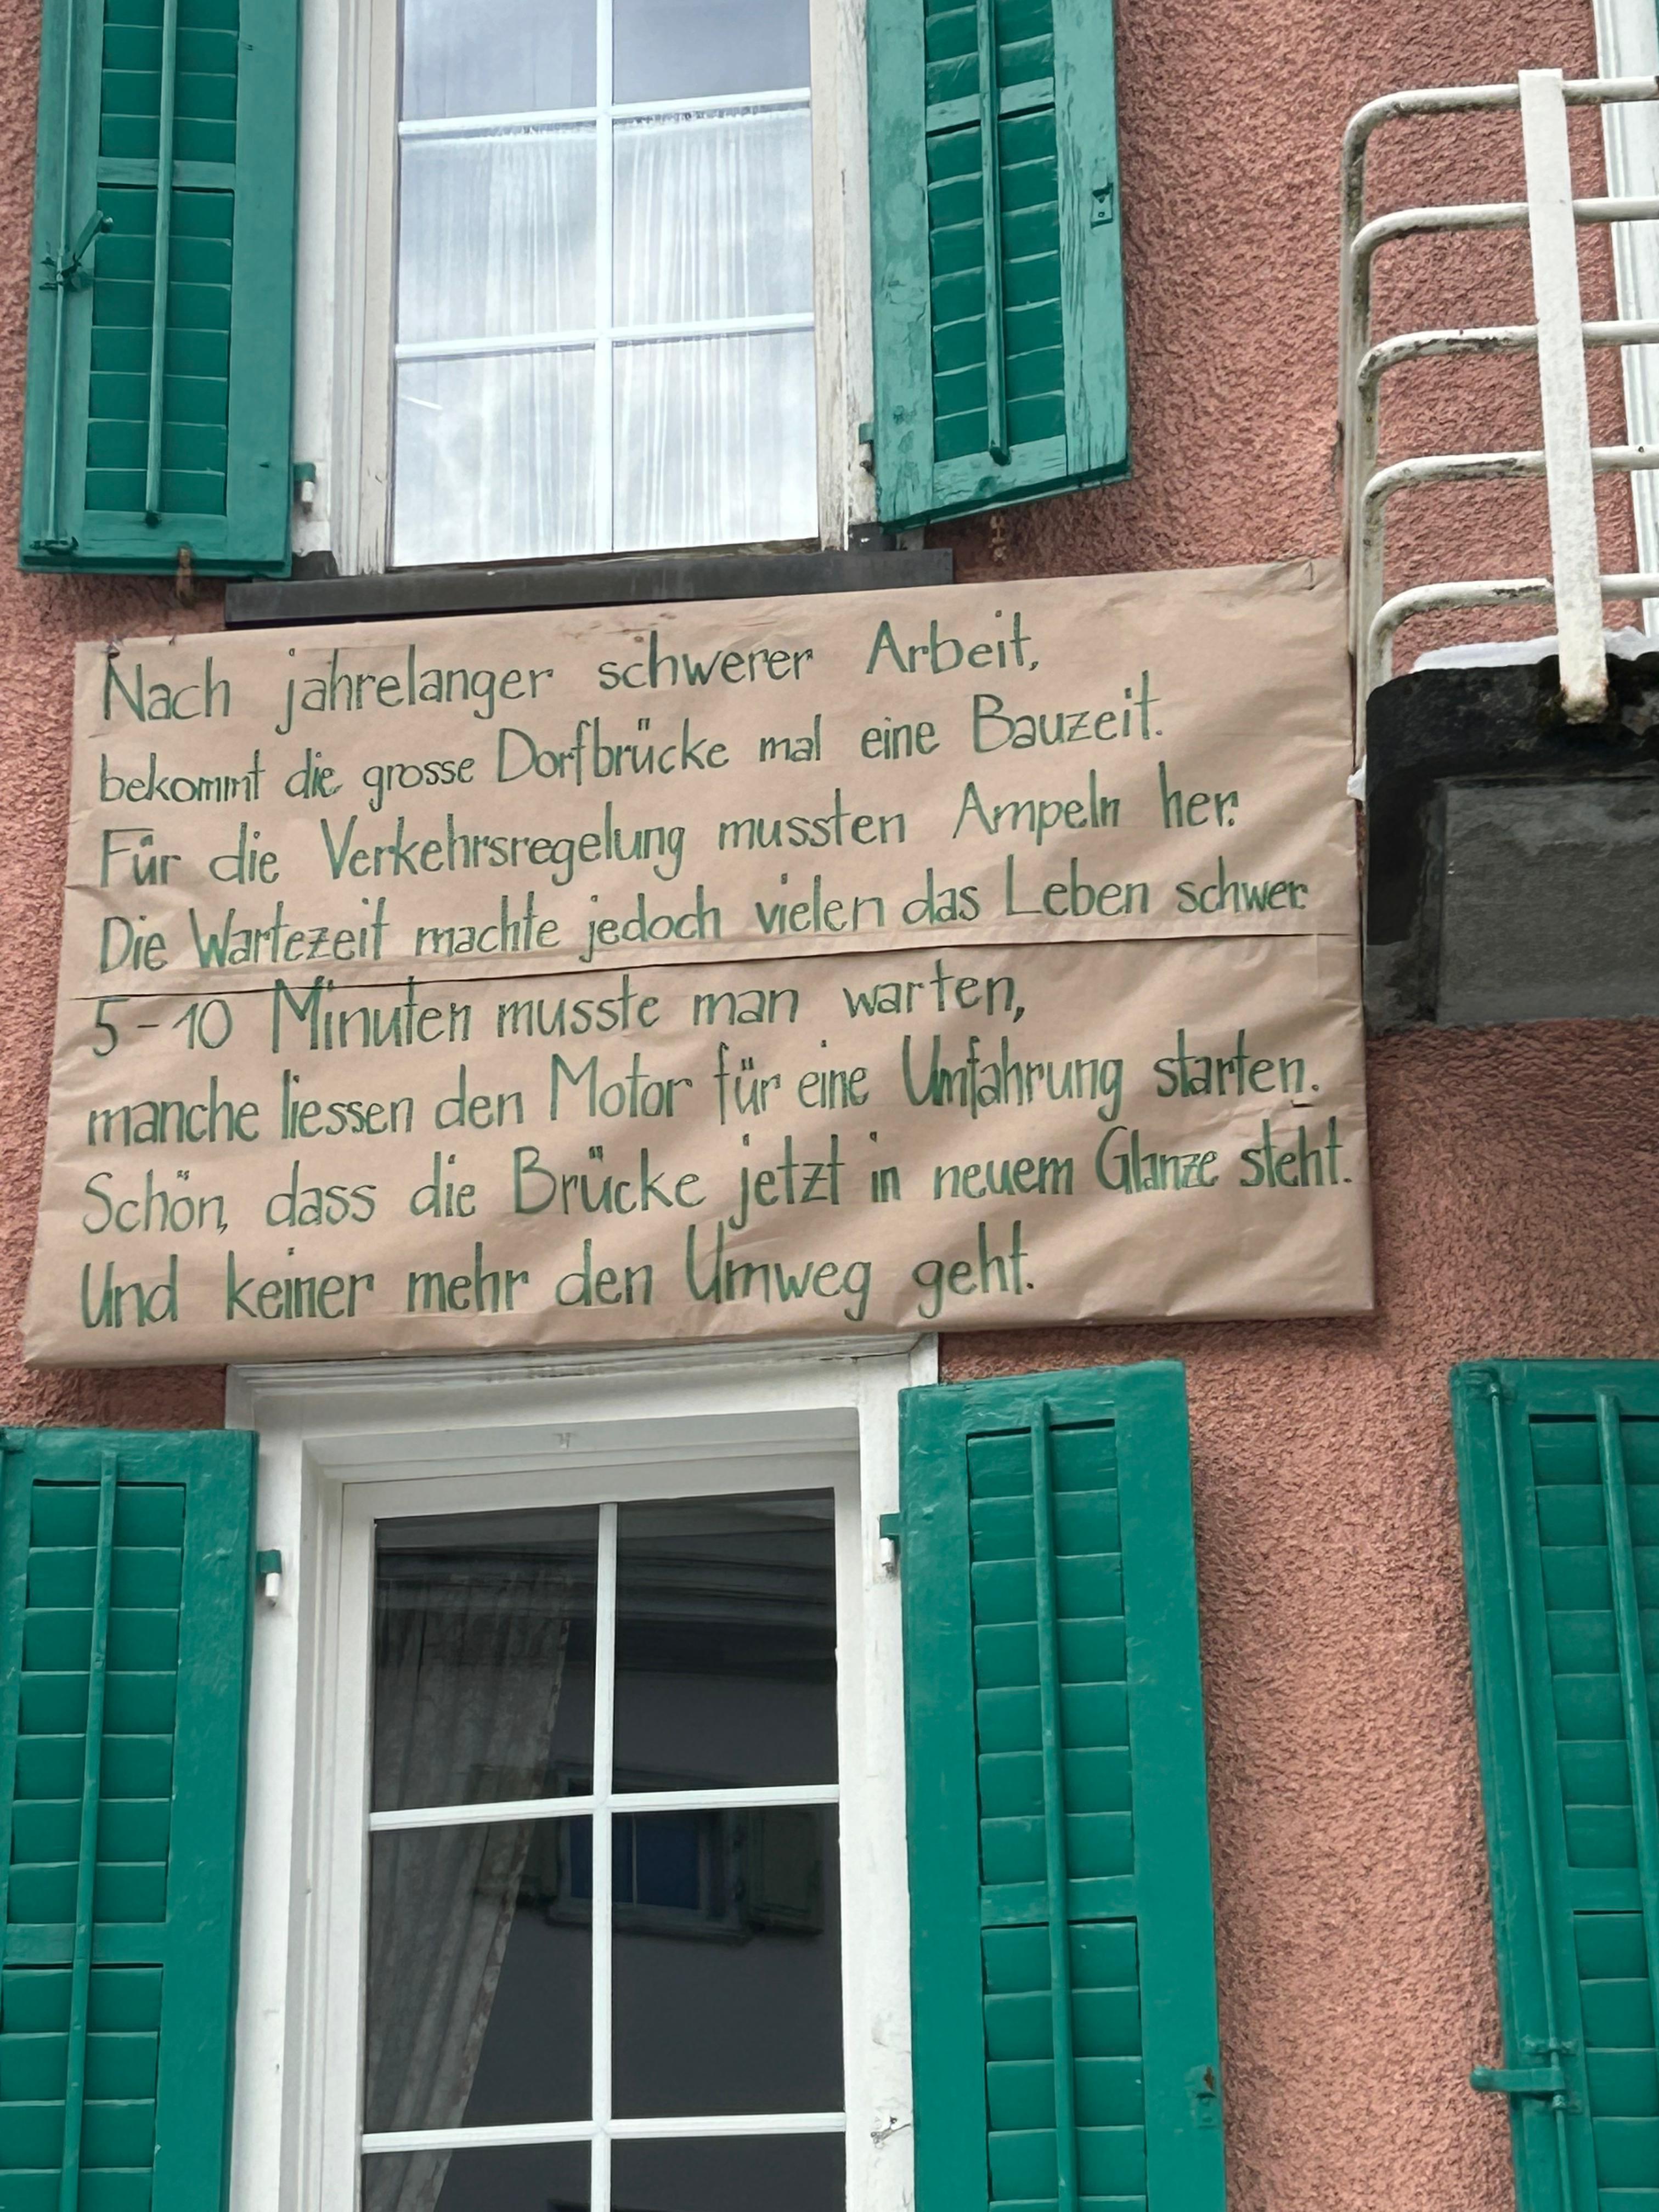 Nach jahrelanger schwerer Arbeit,
bekommt die grosse Dorfbrücke mal eine Bauzeit.
Für die Verkehrsregelung mussten Ampeln her.
Die Wartezeit machte jedoch vielen das Leben schwer.
5-10 Minuten musste man warten,
manche liessen den Motor für eine Umfahrung starten.
Schön, dass die Brücke jetzt in neuem Glanze steht.
Und keiner mehr den Umweg geht.